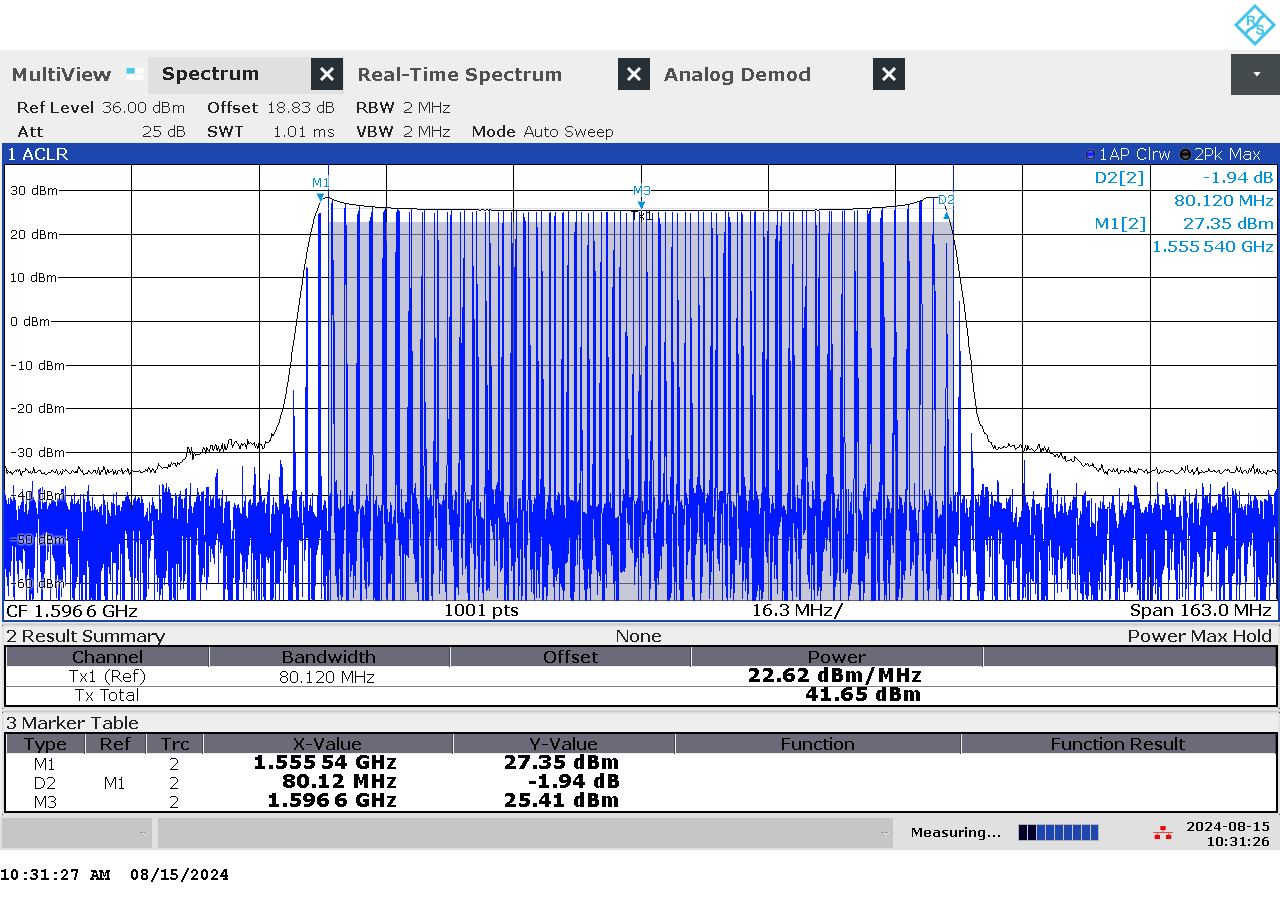 R&S
MultiView Spectrum Real-Time Spectrum Analog Demod
Ref Level 36.00 dBm Offset 18.83 dB RBW 2 MHz
Att 25 dB SWT 1.01 ms VBW 2 MHz Mode Auto Sweep
1 ACLR 1AP Clrw 2Pk Max
D2[2] -1.94 dB
80.120 MHz
M1[2] 27.35 dBm
1.555 540 GHz
M1
M3
D2
Tx1
30 dBm
20 dBm
10 dBm
0 dBm
-10 dBm
-20 dBm
-30 dBm
-40 dBm
-50 dBm
-60 dBm
CF 1.596 6 GHz 1001 pts 16.3 MHz/ Span 163.0 MHz
2 Result Summary None Power Max Hold
Channel Bandwidth Offset Power
Tx1 (Ref) 80.120 MHz 22.62 dBm/MHz
Tx Total 41.65 dBm
3 Marker Table
Type Ref Trc X-Value Y-Value Function Function Result
M1 2 1.555 54 GHz 27.35 dBm
D2 M1 2 80.12 MHz -1.94 dB
M3 2 1.596 6 GHz 25.41 dBm
Measuring... 2024-08-15
10:31:26
10:31:27 AM 08/15/2024